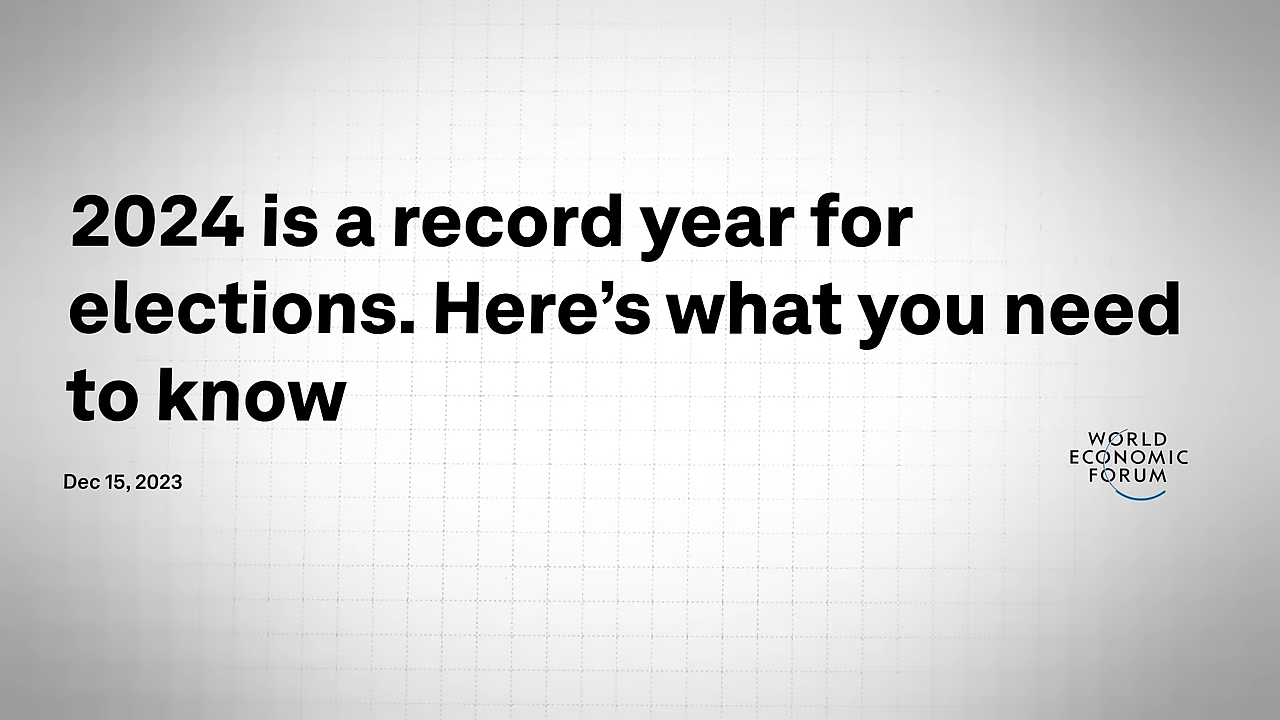 2024 is a record year for
elections. Here’s what you need
to know
Dec 15, 2023
WORLD
ECONOMIC
FORUM